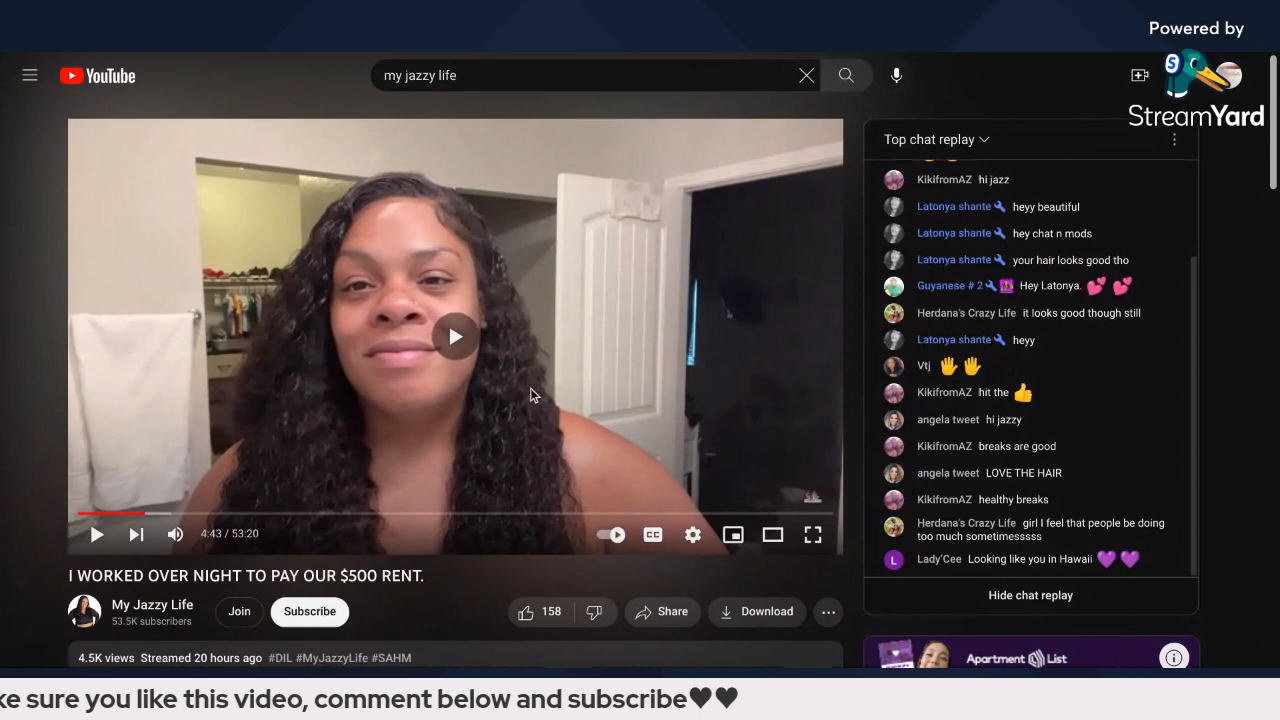 Powered by
StreamYard
YouTube
my jazzy life
Top chat replay
KikifromAZ hi jazz
Latonya shante heyy beautiful
Latonya shante hey chat n mods
Latonya shante your hair looks good tho
Guyanese # 2 Hey Latonya. 💕 💕
Herdana's Crazy Life it looks good though still
Latonya shante heyy
Vtj 🖐 🖐
KikifromAZ hit the 👍
angela tweet hi jazzy
KikifromAZ breaks are good
angela tweet LOVE THE HAIR
KikifromAZ healthy breaks
Herdana's Crazy Life girl I feel that people be doing
too much sometimesssss
L Lady'Cee Looking like you in Hawaii 💜 💜
Hide chat replay
4:43 / 53:20
CC
I WORKED OVER NIGHT TO PAY OUR $500 RENT.
My Jazzy Life
53.5K subscribers
Join
Subscribe
158
Share
Download
4.5K views Streamed 20 hours ago #DIL #MyJazzyLife #SAHM
Apartment List
ke sure you like this video, comment below and subscribe♥♥